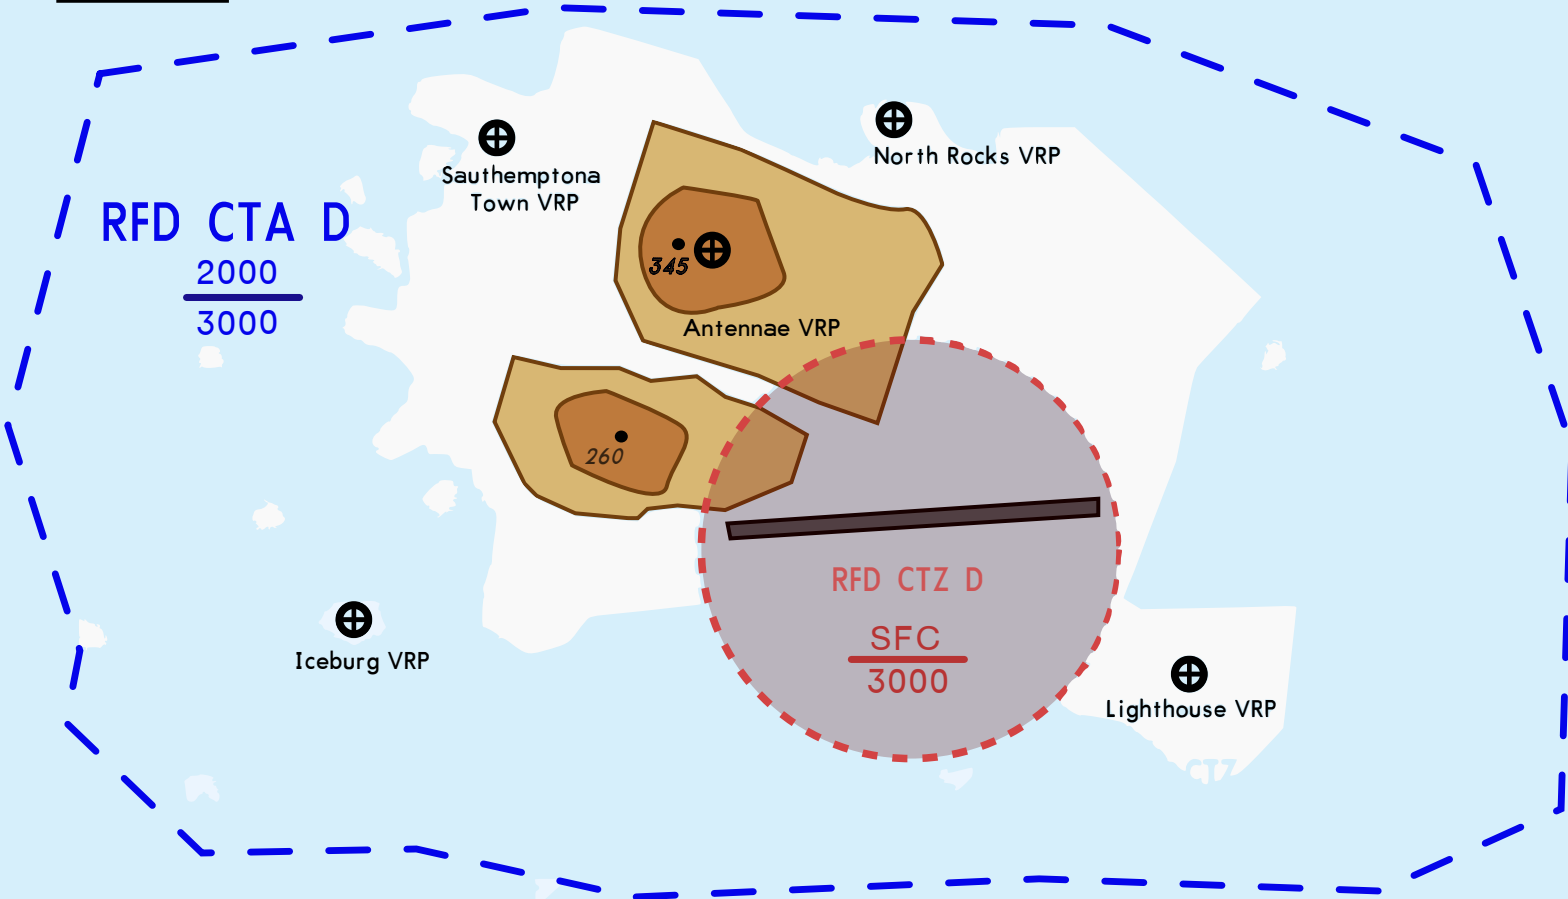 North Rocks VRP
Sauthemptona
Town VRP
RFD CTA D
2000
3000
345
Antennae VRP
260
RFD CTZ D
SFC
3000
Iceburg VRP
Lighthouse VRP
CTZ